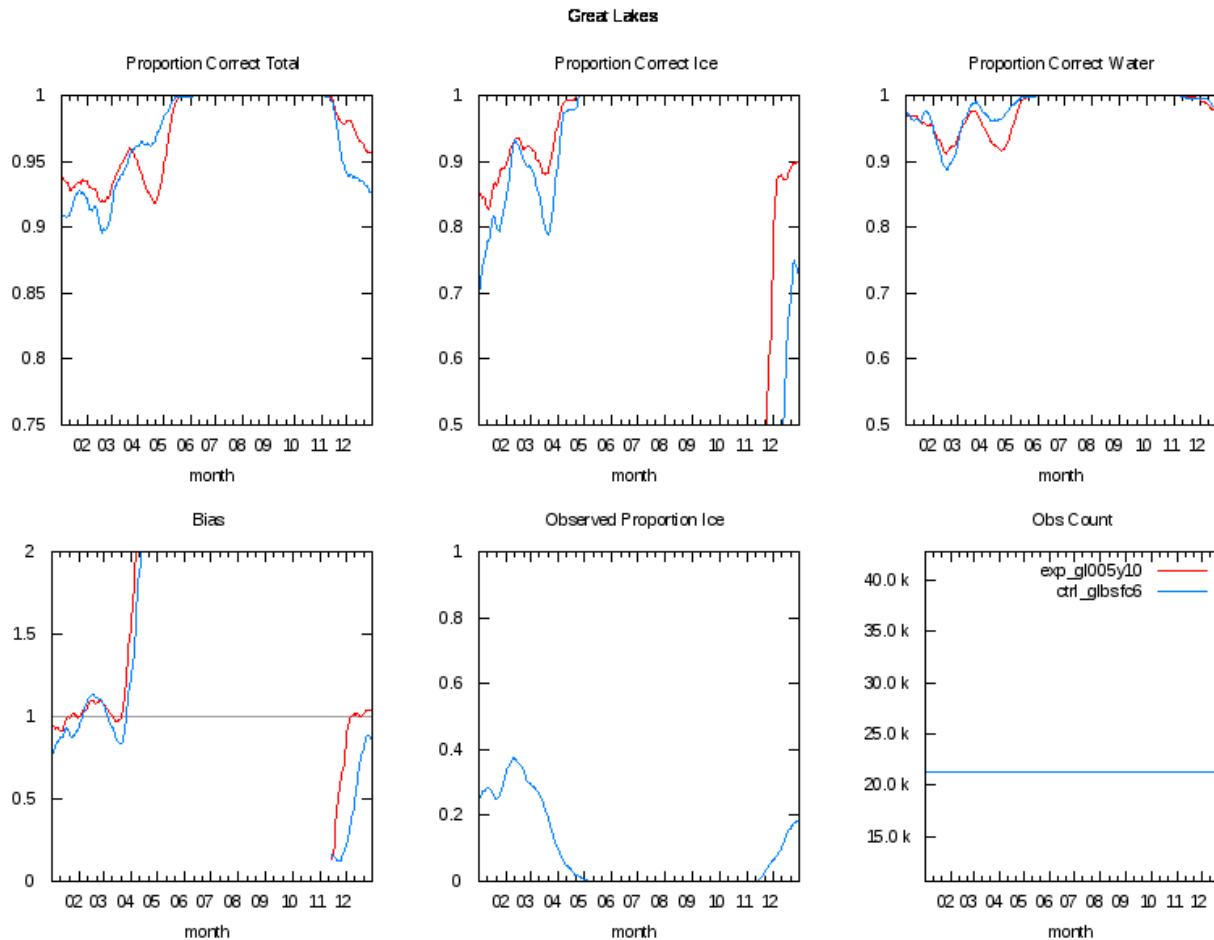 Great Lakes
Proportion Correct Total
1
0.95
0.9
0.85
0.8
0.75
02 03 04 05 06 07 08 09 10 11 12
month
Proportion Correct Ice
1
0.9
0.8
0.7
0.6
0.5
02 03 04 05 06 07 08 09 10 11 12
month
Proportion Correct Water
1
0.9
0.8
0.7
0.6
0.5
02 03 04 05 06 07 08 09 10 11 12
month
Bias
2
1.5
1
0.5
0
02 03 04 05 06 07 08 09 10 11 12
month
Observed Proportion Ice
1
0.8
0.6
0.4
0.2
0
02 03 04 05 06 07 08 09 10 11 12
month
Obs Count
exp_gl005y10
ctrl_glbsfc6
40.0 k
35.0 k
30.0 k
25.0 k
20.0 k
15.0 k
02 03 04 05 06 07 08 09 10 11 12
month